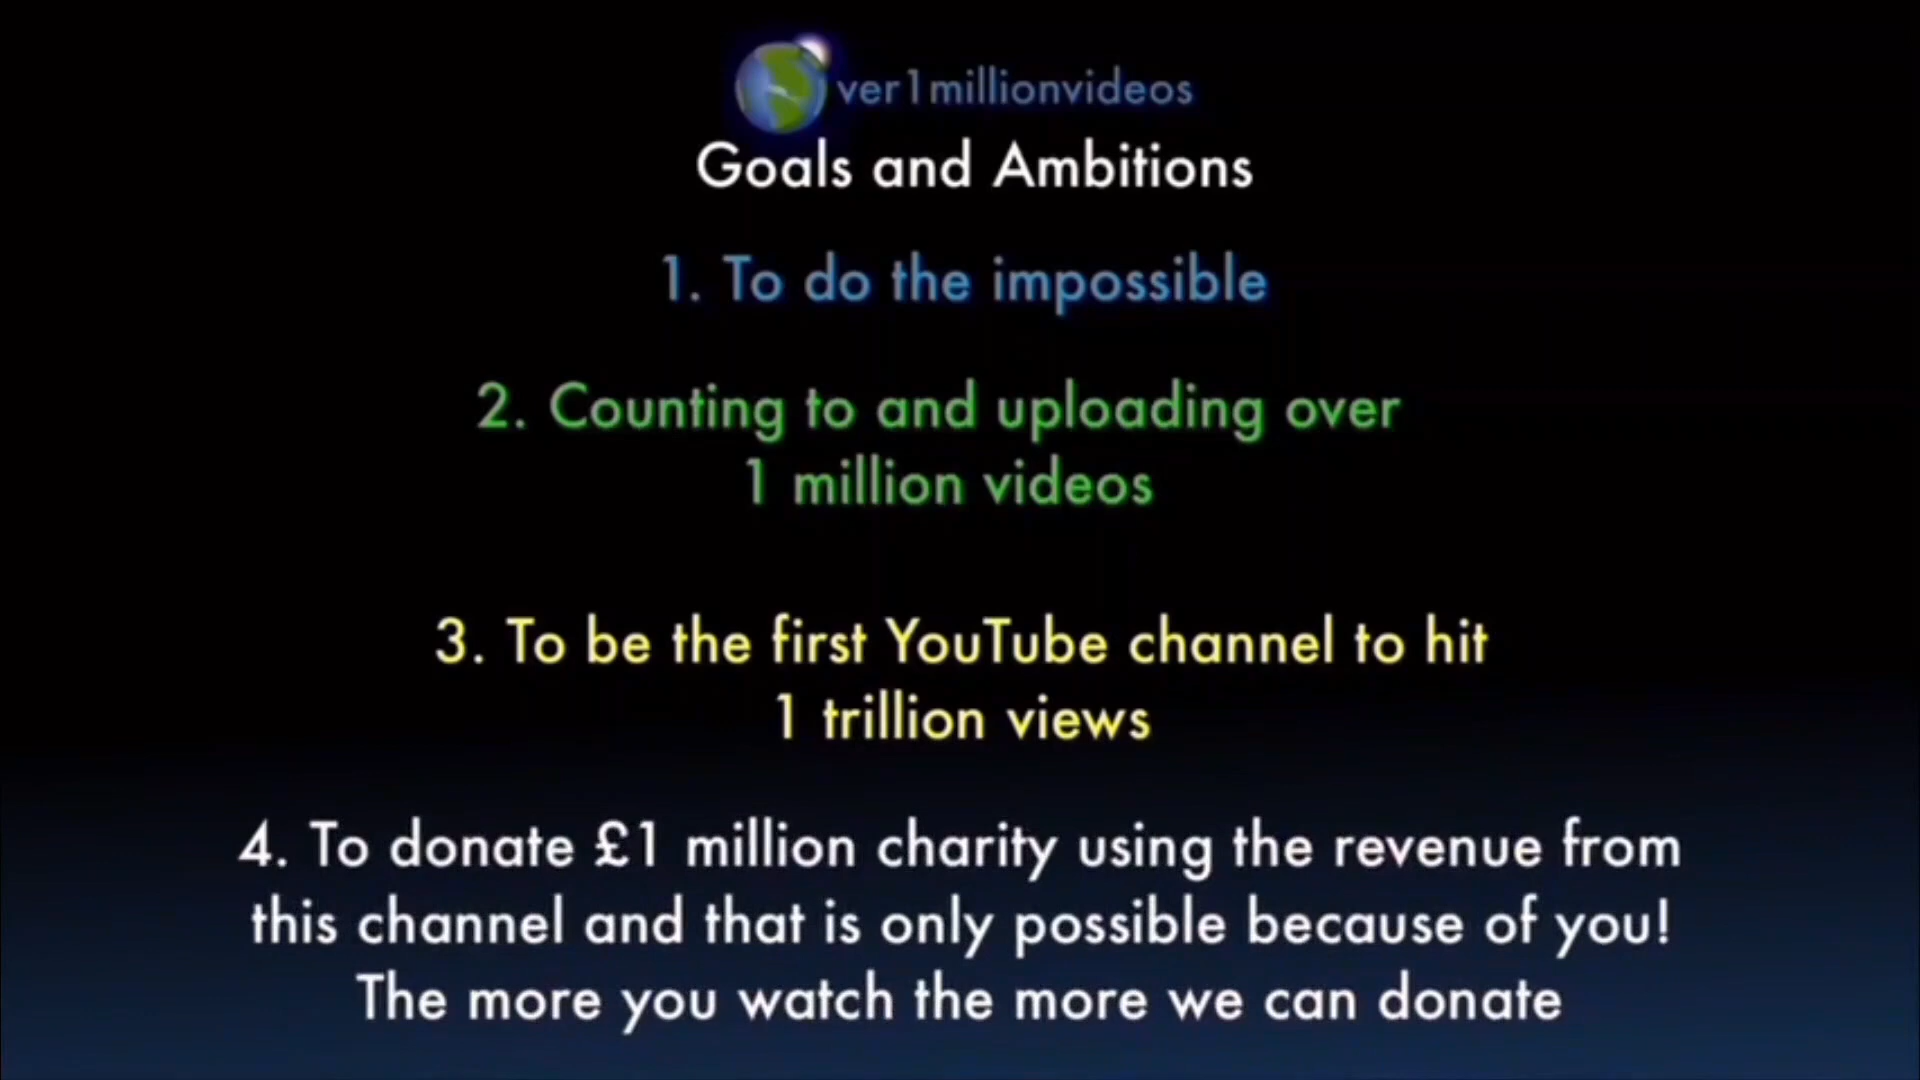 ver1millionvideos
Goals and Ambitions
1. To do the impossible
2. Counting to and uploading over
1 million videos
3. To be the first YouTube channel to hit
1 trillion views
4. To donate £1 million charity using the revenue from
this channel and that is only possible because of you!
The more you watch the more we can donate